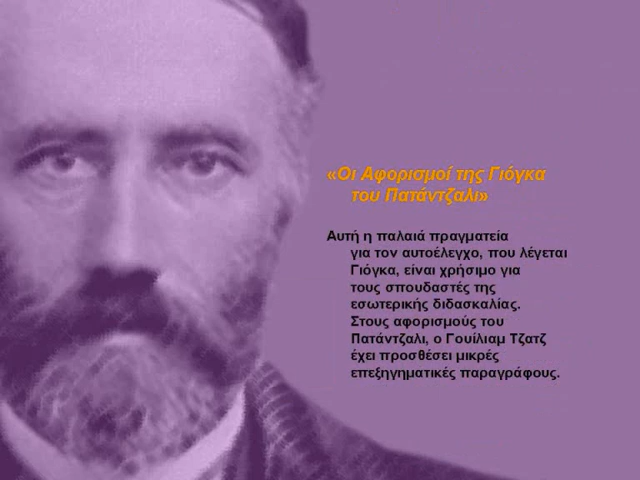 «Οι Αφορισμοί της Γιόγκα
του Πατάντζαλι»
Αυτή η παλαιά πραγματεία
για τον αυτοέλεγχο, που λέγεται
Γιόγκα, είναι χρήσιμο για
τους σπουδαστές της
εσωτερικής διδασκαλίας.
Στους αφορισμούς του
Πατάντζαλι, ο Γουίλιαμ Τζατζ
έχει προσθέσει μικρές
επεξηγηματικές παραγράφους.